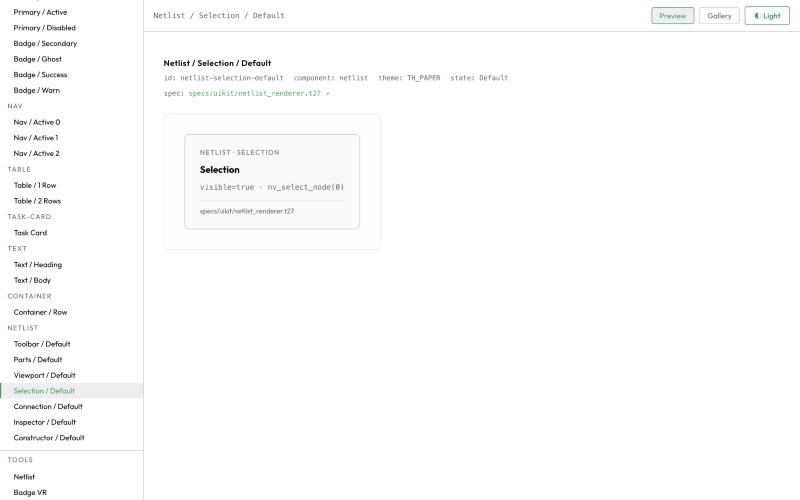 Primary / Active
Primary / Disabled
Badge / Secondary
Badge / Ghost
Badge / Success
Badge / Warn
NAV
Nav / Active 0
Nav / Active 1
Nav / Active 2
TABLE
Table / 1 Row
Table / 2 Rows
TASK-CARD
Task Card
TEXT
Text / Heading
Text / Body
CONTAINER
Container / Row
NETLIST
Toolbar / Default
Parts / Default
Viewport / Default
Selection / Default
Connection / Default
Inspector / Default
Constructor / Default
TOOLS
Netlist
Badge VR
Netlist / Selection / Default
Preview
Gallery
Light
Netlist / Selection / Default
id: netlist-selection-default component: netlist theme: TH_PAPER state: Default
spec: specs/uikit/netlist_renderer.t27 ↗
NETLIST · SELECTION
Selection
visible=true · nv_select_node(0)
specs/uikit/netlist_renderer.t27